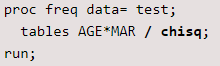 proc freq data= test;
tables AGE*MAR / chisq;
run;